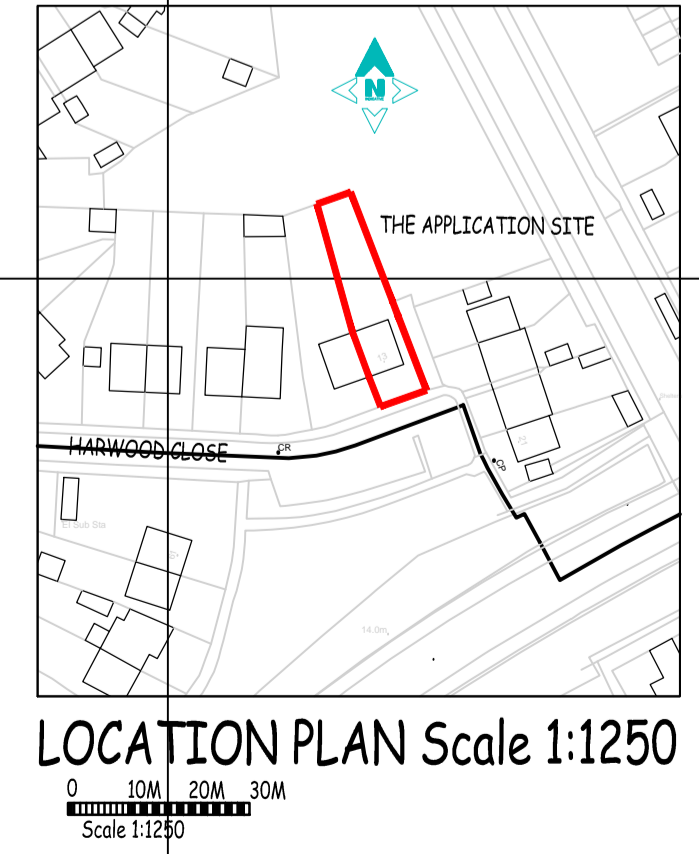 N
THE APPLICATION SITE
13
HARWOOD CLOSE
CR
CP
El Sub Sta
14.0m
LOCATION PLAN Scale 1:1250
0 10M 20M 30M
Scale 1:1250